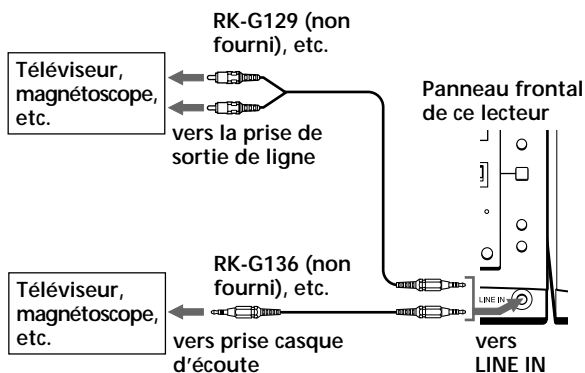 RK-G129 (non
fourni), etc.
Téléviseur,
magnétoscope,
etc.
vers la prise de
sortie de ligne
Panneau frontal
de ce lecteur
RK-G136 (non
fourni), etc.
Téléviseur,
magnétoscope,
etc.
vers prise casque
d'écoute
LINE IN
vers
LINE IN